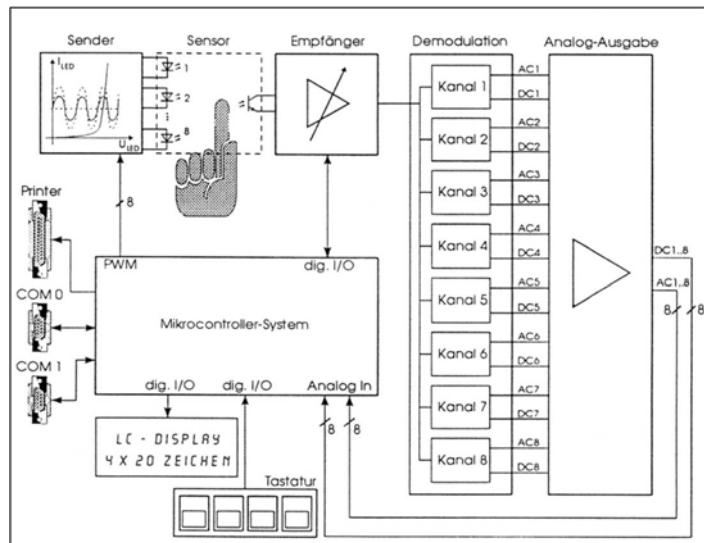 Sender
Sensor
Empfänger
Demodulation
Analog-Ausgabe
I LED
U LED
1
2
8
Kanal 1
AC1
DC1
Kanal 2
AC2
DC2
Kanal 3
AC3
DC3
Kanal 4
AC4
DC4
Kanal 5
AC5
DC5
Kanal 6
AC6
DC6
Kanal 7
AC7
DC7
Kanal 8
AC8
DC8
DC1..8
AC1..8
8
8
8
Printer
COM 0
COM 1
PWM
dig. I/O
Mikrocontroller-System
dig. I/O
dig. I/O
Analog In
8
8
LC - DISPLAY
4 X 20 ZEICHEN
Tastatur